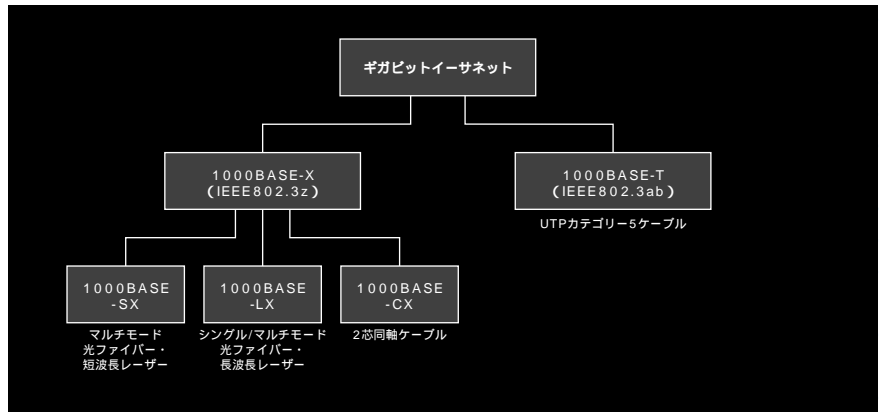 ギガビットイーサネット
1000BASE-X
(IEEE802.3z)
1000BASE-T
(IEEE802.3ab)
UTPカテゴリー5ケーブル
1000BASE
-SX
マルチモード
光ファイバー・
短波長レーザー
1000BASE
-LX
シングル/マルチモード
光ファイバー・
長波長レーザー
1000BASE
-CX
2芯同軸ケーブル